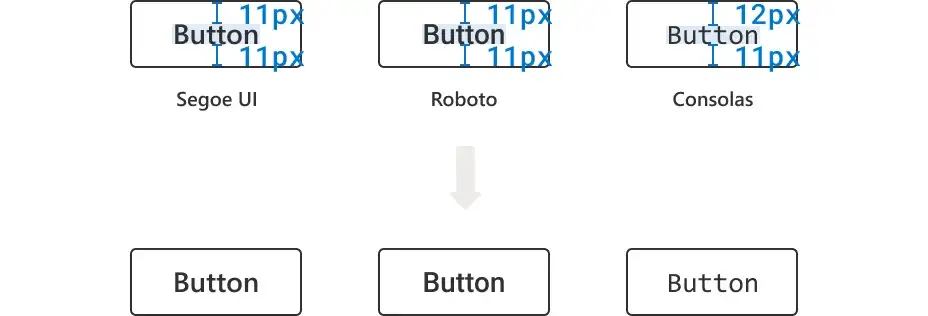 11px 11px 12px
Button Button Button
11px 11px 11px
Segoe UI Roboto Consolas
Button Button Button